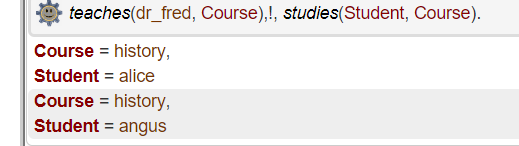 teaches(dr_fred, Course),!, studies(Student, Course).
Course = history,
Student = alice
Course = history,
Student = angus